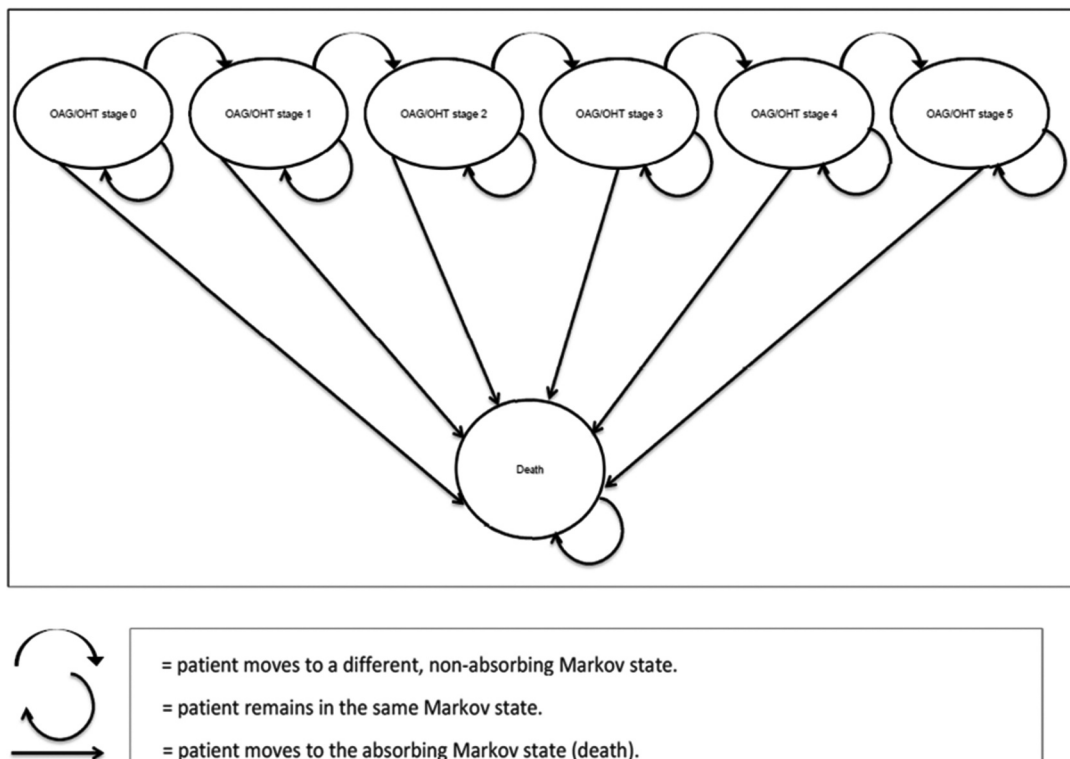 OAG/OHT stage 0
OAG/OHT stage 1
OAG/OHT stage 2
OAG/OHT stage 3
OAG/OHT stage 4
OAG/OHT stage 5
Death
= patient moves to a different, non-absorbing Markov state.
= patient remains in the same Markov state.
= patient moves to the absorbing Markov state (death).